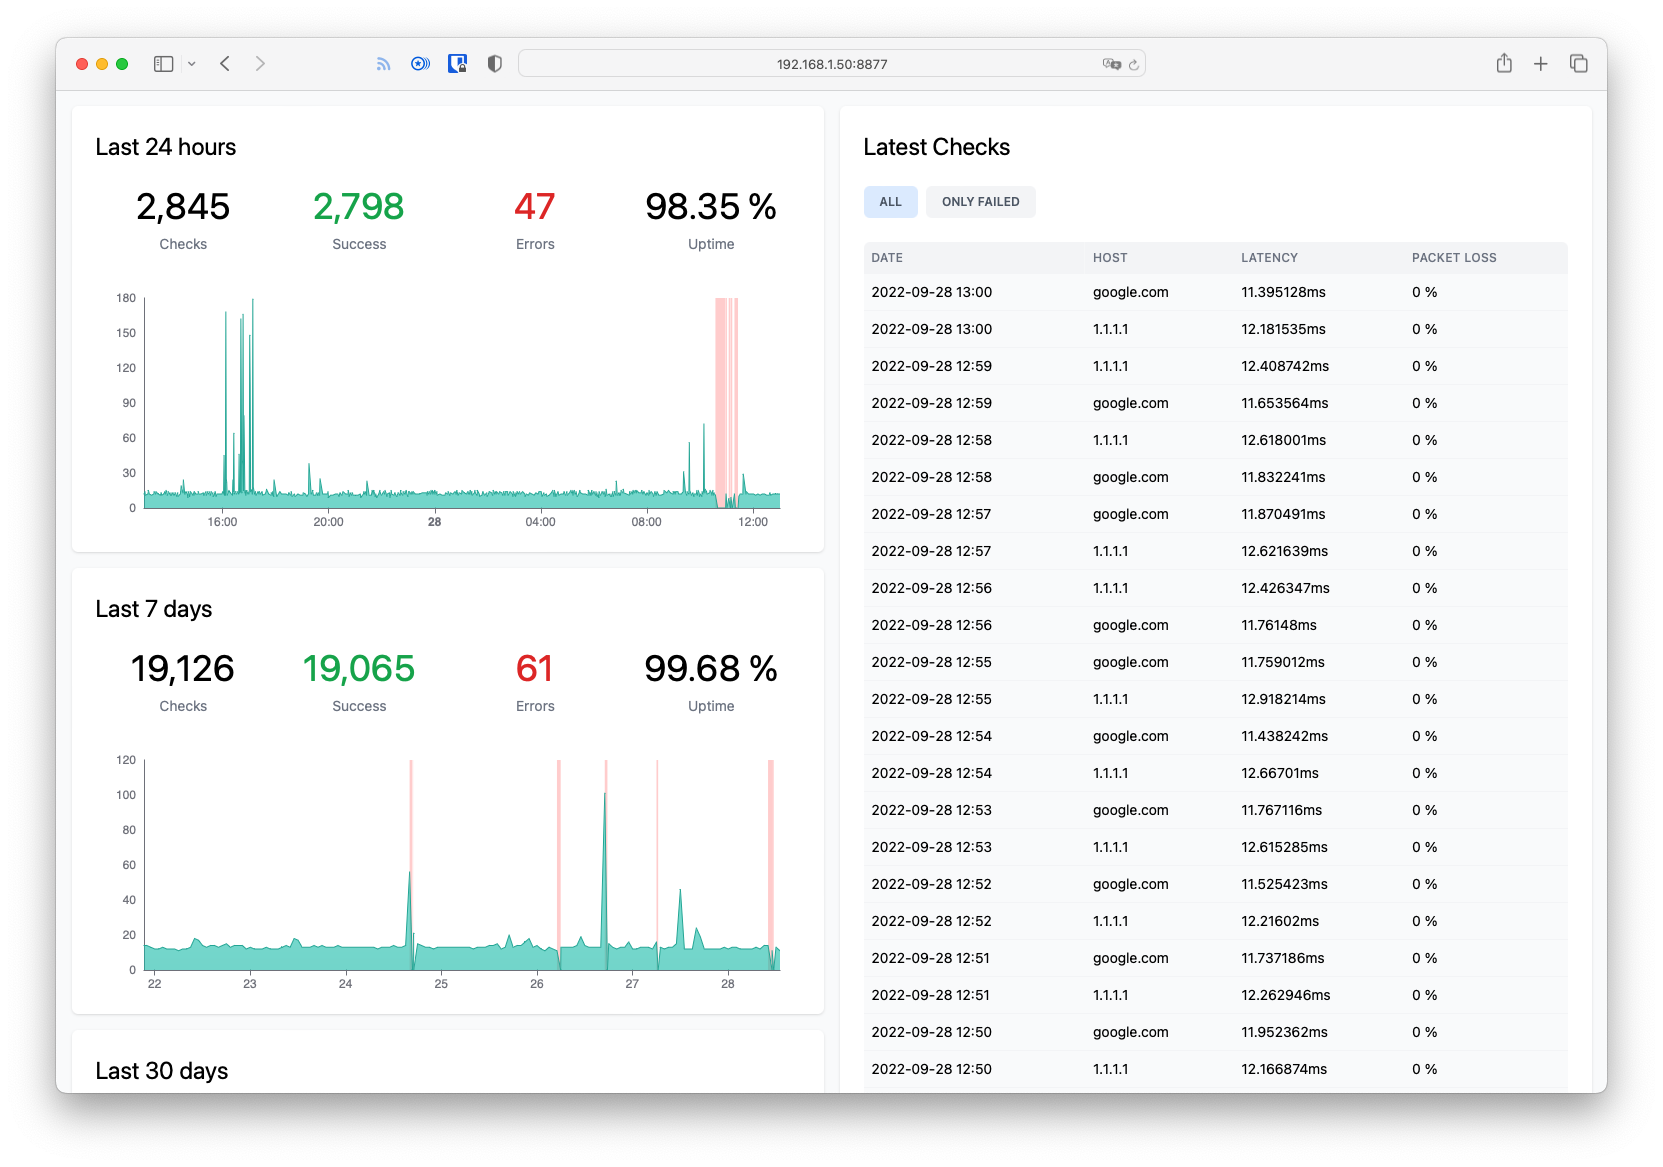 192.168.1.50:8877
Last 24 hours
2,845 2,798 47 98.35 %
Checks Success Errors Uptime
180
150
120
90
60
30
0
16:00 20:00 28 04:00 08:00 12:00
Last 7 days
19,126 19,065 61 99.68 %
Checks Success Errors Uptime
120
100
80
60
40
20
0
22 23 24 25 26 27 28
Last 30 days
Latest Checks
ALL ONLY FAILED
DATE HOST LATENCY PACKET LOSS
2022-09-28 13:00 google.com 11.395128ms 0 %
2022-09-28 13:00 1.1.1.1 12.181535ms 0 %
2022-09-28 12:59 1.1.1.1 12.408742ms 0 %
2022-09-28 12:59 google.com 11.653564ms 0 %
2022-09-28 12:58 1.1.1.1 12.618001ms 0 %
2022-09-28 12:58 google.com 11.832241ms 0 %
2022-09-28 12:57 google.com 11.870491ms 0 %
2022-09-28 12:57 1.1.1.1 12.621639ms 0 %
2022-09-28 12:56 1.1.1.1 12.426347ms 0 %
2022-09-28 12:56 google.com 11.76148ms 0 %
2022-09-28 12:55 google.com 11.759012ms 0 %
2022-09-28 12:55 1.1.1.1 12.918214ms 0 %
2022-09-28 12:54 google.com 11.438242ms 0 %
2022-09-28 12:54 1.1.1.1 12.66701ms 0 %
2022-09-28 12:53 google.com 11.767116ms 0 %
2022-09-28 12:53 1.1.1.1 12.615285ms 0 %
2022-09-28 12:52 google.com 11.525423ms 0 %
2022-09-28 12:52 1.1.1.1 12.21602ms 0 %
2022-09-28 12:51 google.com 11.737186ms 0 %
2022-09-28 12:51 1.1.1.1 12.262946ms 0 %
2022-09-28 12:50 google.com 11.952362ms 0 %
2022-09-28 12:50 1.1.1.1 12.166874ms 0 %